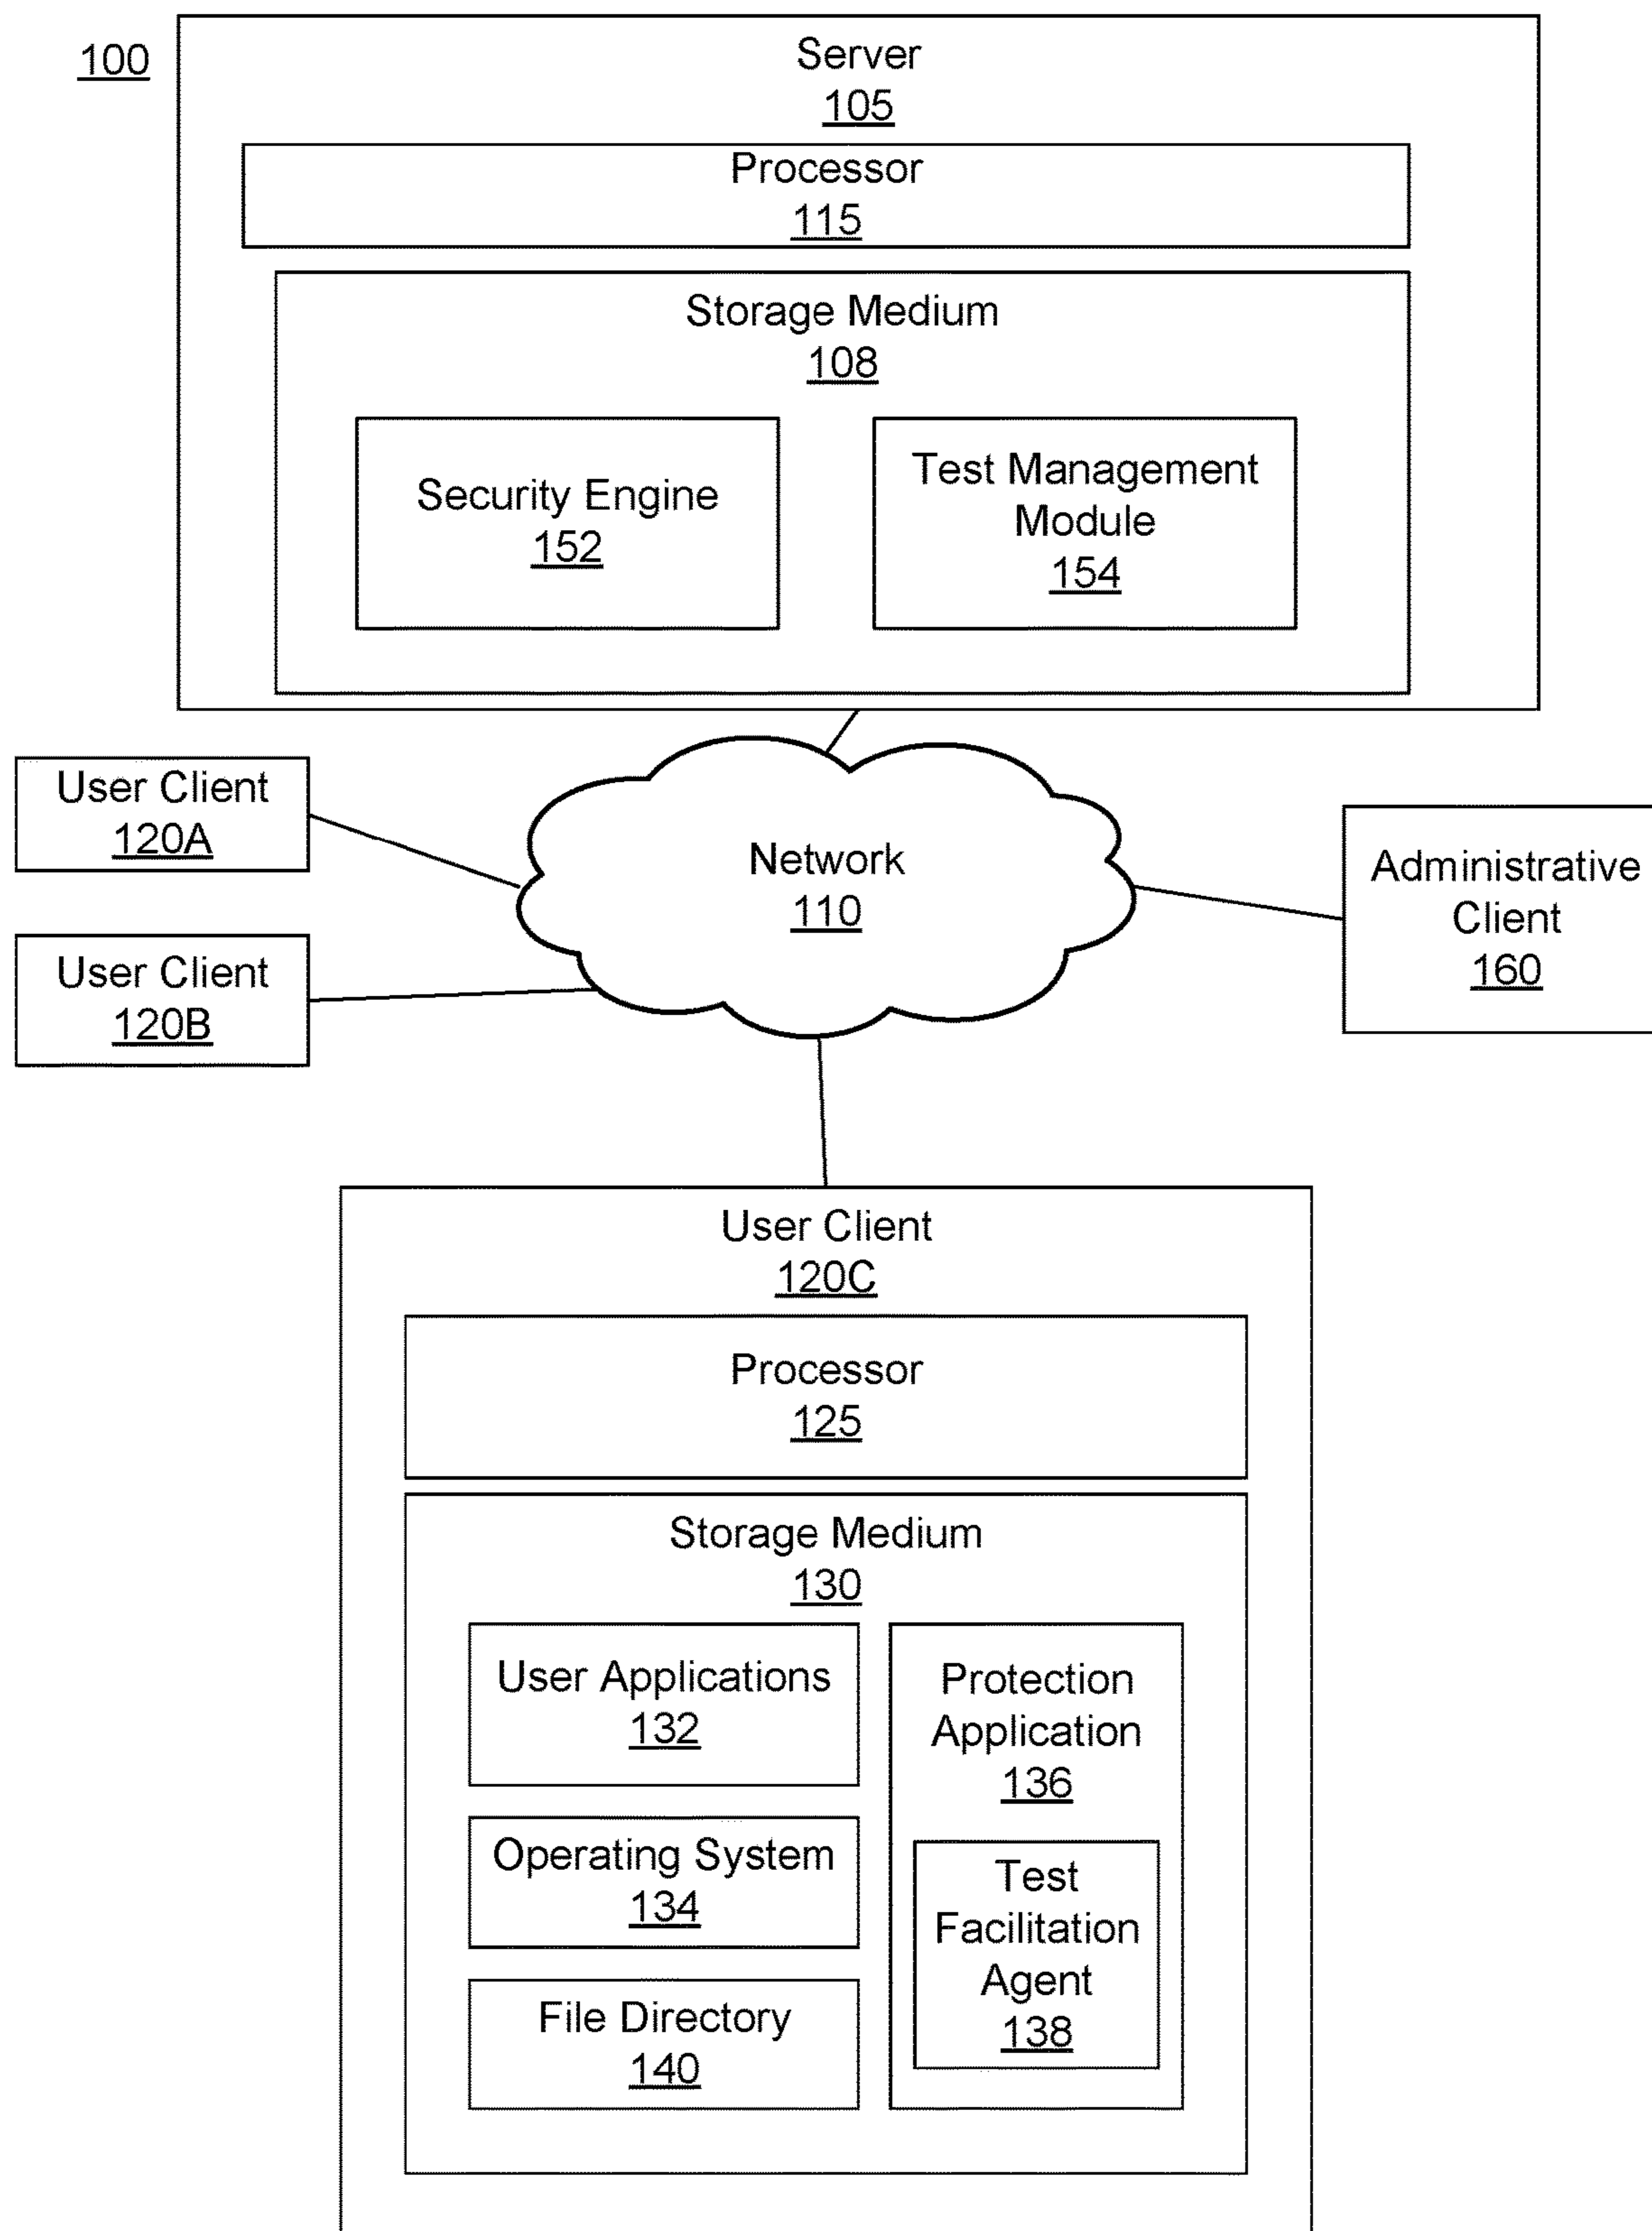 100
Server
105
Processor
115
Storage Medium
108
Security Engine
152
Test Management
Module
154
User Client
120A
User Client
120B
Network
110
Administrative
Client
160
User Client
120C
Processor
125
Storage Medium
130
User Applications
132
Operating System
134
File Directory
140
Protection
Application
136
Test
Facilitation
Agent
138